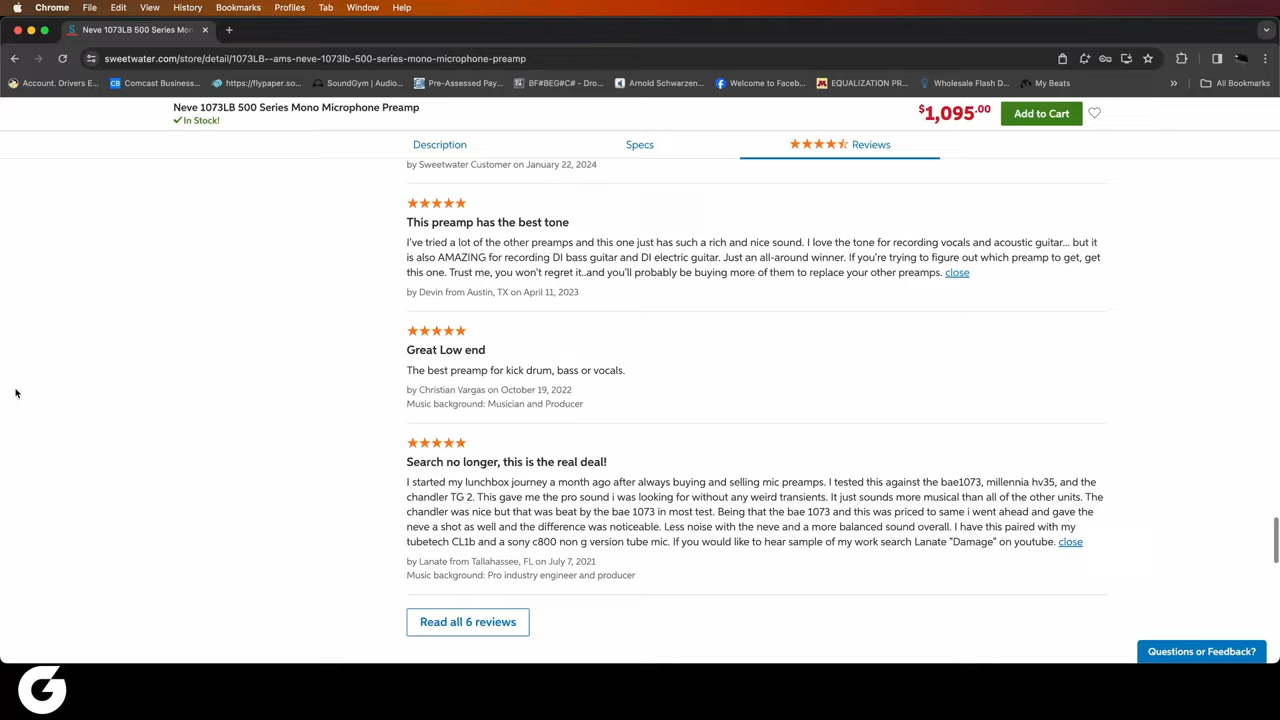 Chrome File Edit View History Bookmarks Profiles Tab Window Help
Neve 1073LB 500 Series Mon
sweetwater.com/store/detail/1073LB--ams-neve-1073lb-500-series-mono-microphone-preamp
Account. Drivers E... Comcast Business... https://flypaper.so... SoundGym | Audio... Pre-Assessed Pay... BF#BEG#C# - Dro... Arnold Schwarzen... Welcome to Faceb... EQUALIZATION PR... Wholesale Flash D... My Beats » All Bookmarks
Neve 1073LB 500 Series Mono Microphone Preamp
In Stock!
$1,095.00 Add to Cart
Description Specs Reviews
by Sweetwater Customer on January 22, 2024
This preamp has the best tone
I've tried a lot of the other preamps and this one just has such a rich and nice sound. I love the tone for recording vocals and acoustic guitar... but it
is also AMAZING for recording DI bass guitar and DI electric guitar. Just an all-around winner. If you're trying to figure out which preamp to get, get
this one. Trust me, you won't regret it..and you'll probably be buying more of them to replace your other preamps. close
by Devin from Austin, TX on April 11, 2023
Great Low end
The best preamp for kick drum, bass or vocals.
by Christian Vargas on October 19, 2022
Music background: Musician and Producer
Search no longer, this is the real deal!
I started my lunchbox journey a month ago after always buying and selling mic preamps. I tested this against the bae1073, millennia hv35, and the
chandler TG 2. This gave me the pro sound i was looking for without any weird transients. It just sounds more musical than all of the other units. The
chandler was nice but that was beat by the bae 1073 in most test. Being that the bae 1073 and this was priced to same i went ahead and gave the
neve a shot as well and the difference was noticeable. Less noise with the neve and a more balanced sound overall. I have this paired with my
tubetech CL1b and a sony c800 non g version tube mic. If you would like to hear sample of my work search Lanate "Damage" on youtube. close
by Lanate from Tallahassee, FL on July 7, 2021
Music background: Pro industry engineer and producer
Read all 6 reviews
Questions or Feedback?